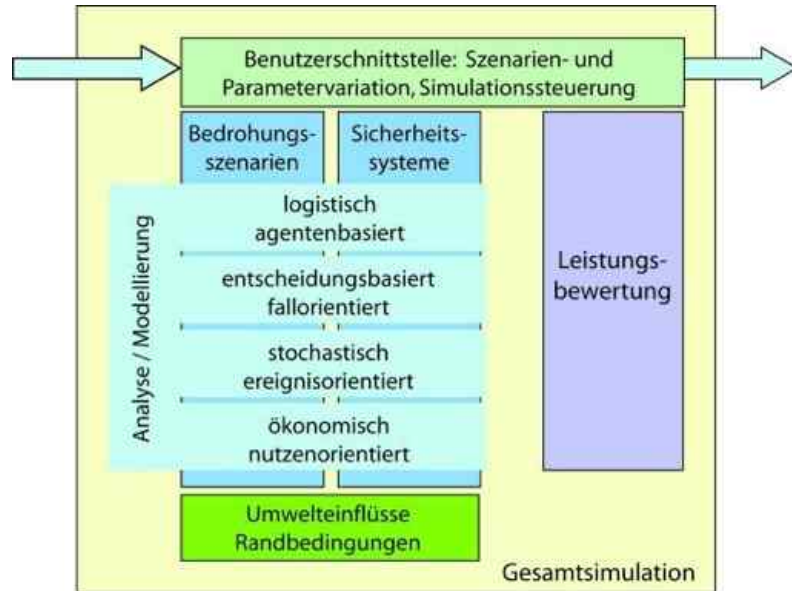 Benutzerschnittstelle: Szenarien- und
Parametervariation, Simulationssteuerung
Bedrohungs-
szenarien
Sicherheits-
systeme
Analyse / Modellierung
logistisch
agentenbasiert
entscheidungsbasiert
fallorientiert
stochastisch
ereignisorientiert
ökonomisch
nutzenorientiert
Leistungs-
bewertung
Umwelteinflüsse
Randbedingungen
Gesamtsimulation